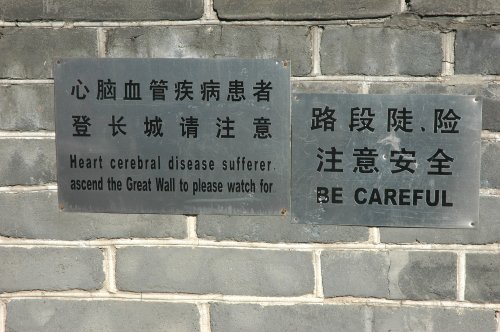 心脑血管疾病患者
登长城请注意
Heart cerebral disease sufferer
ascend the Great Wall to please watch for
路段陡、险
注意安全
BE CAREFUL